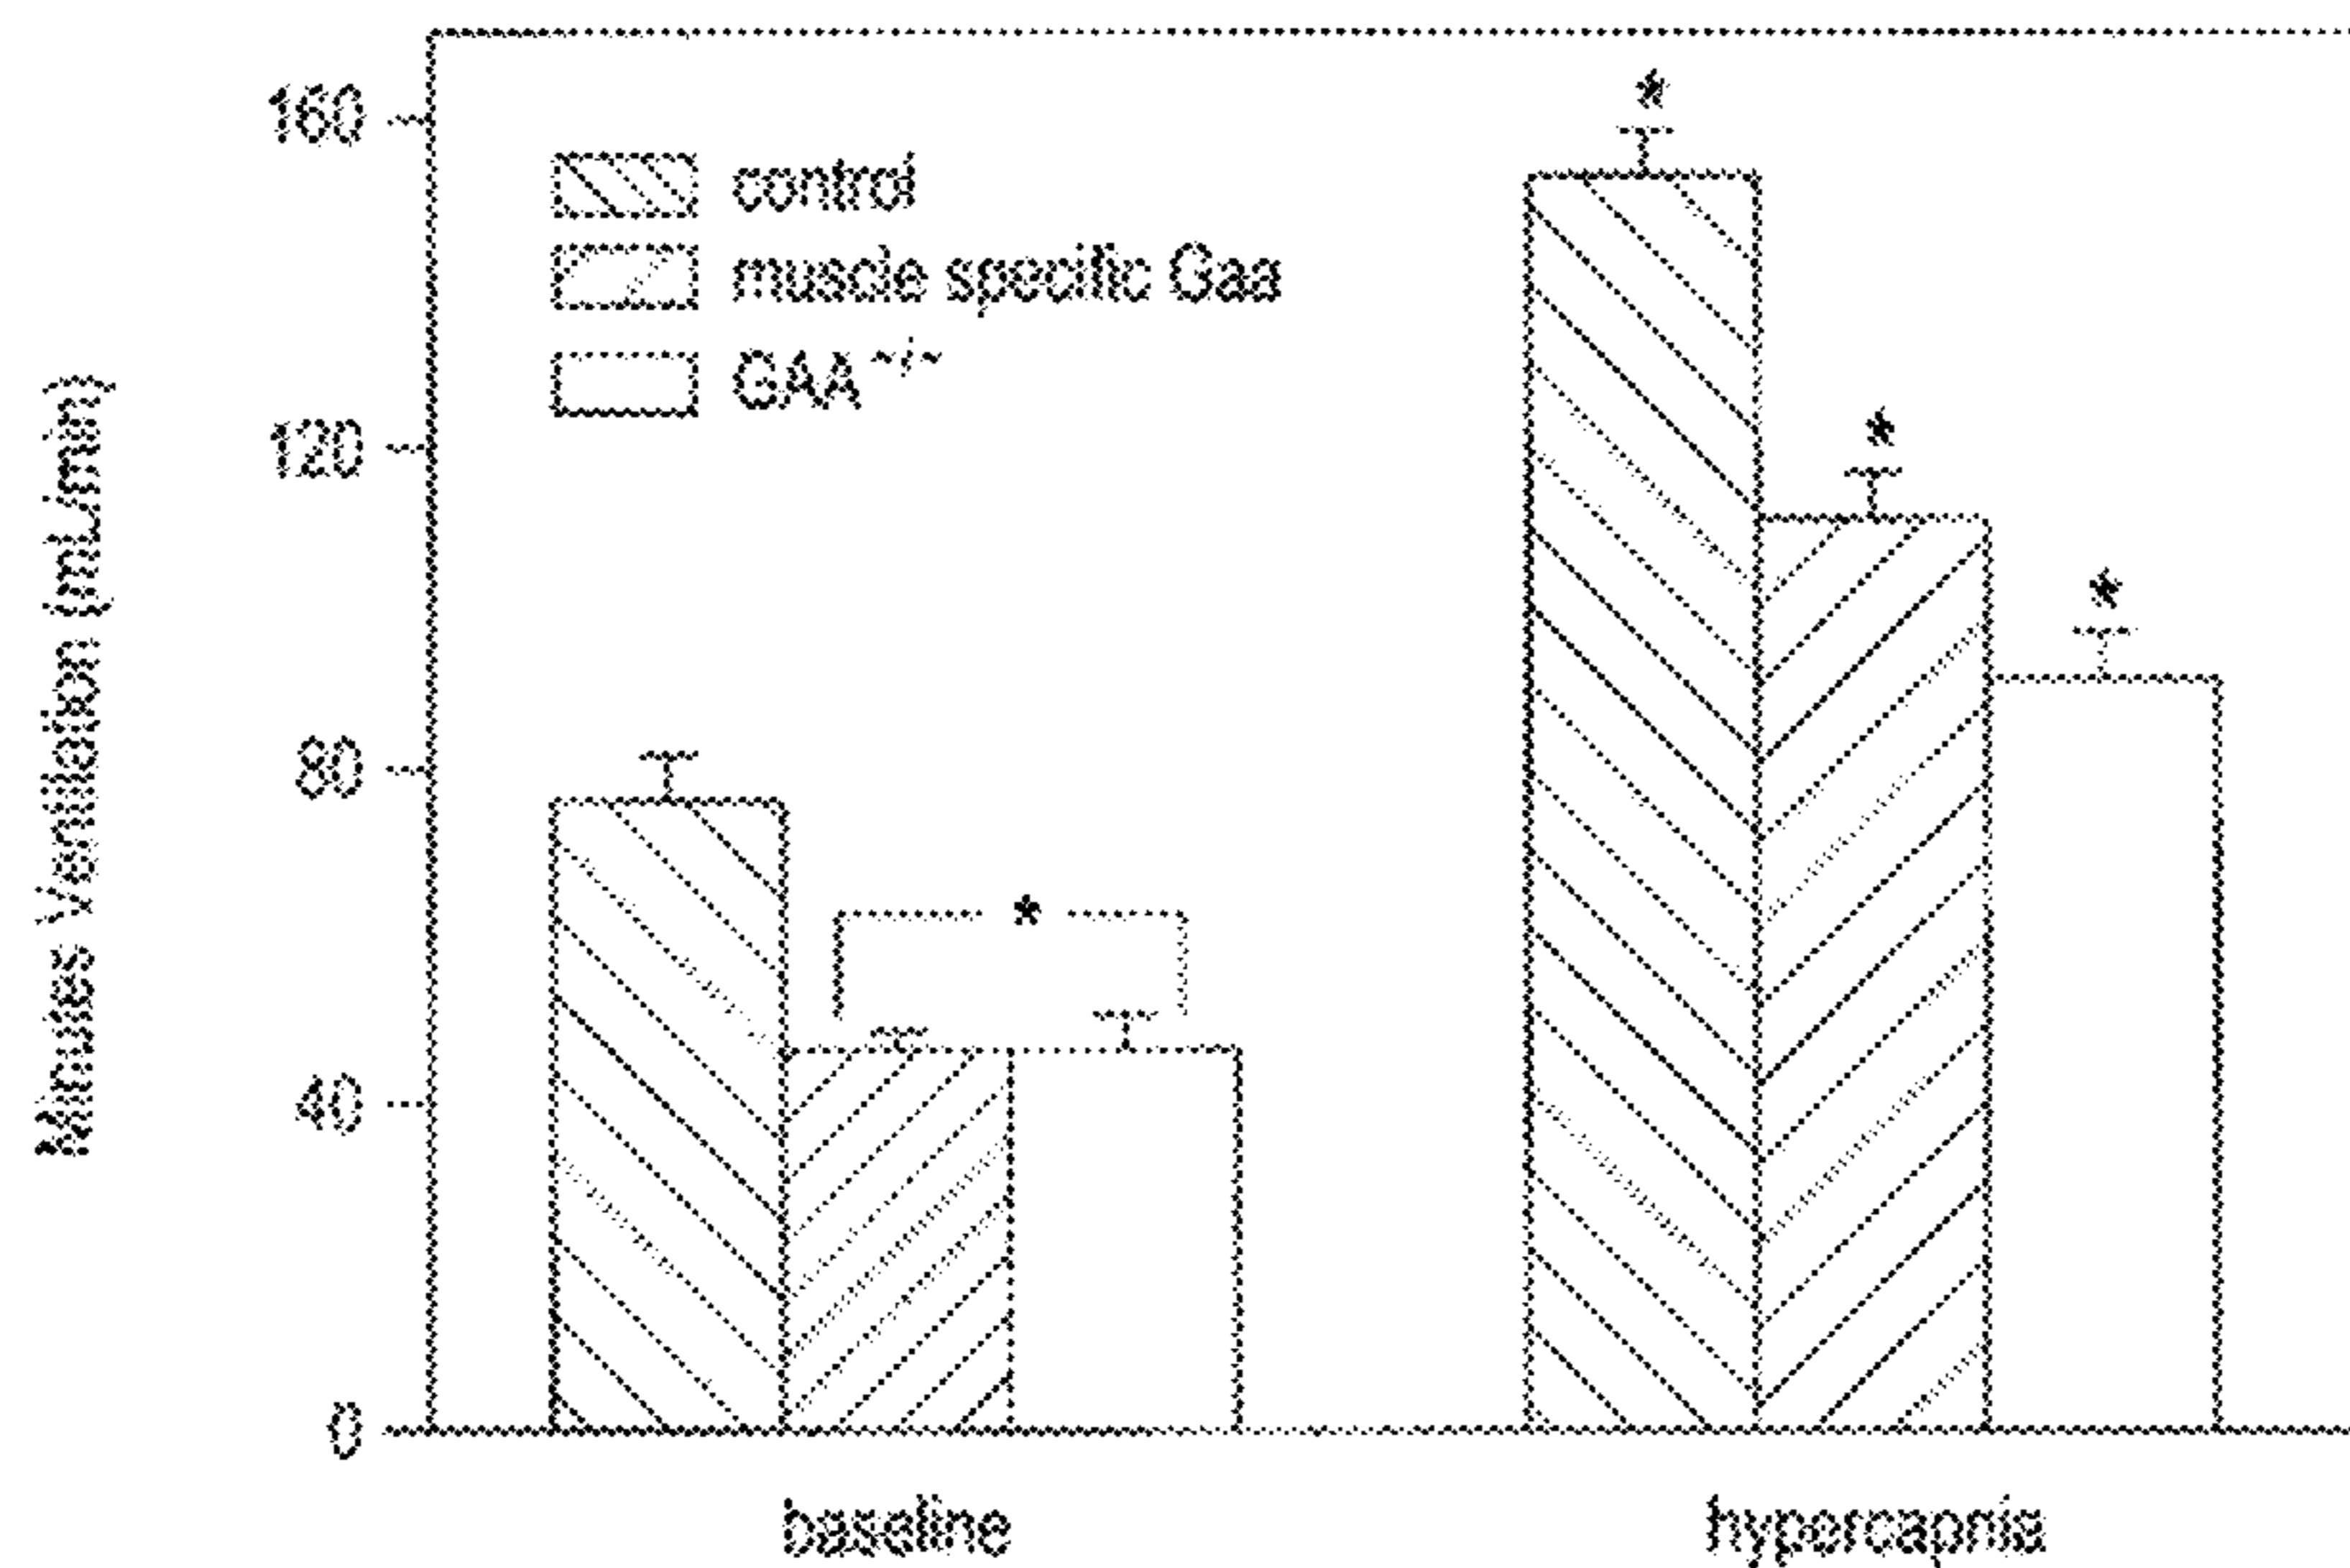 Minutes Ventilation (mL/min)
160
120
80
40
0
control
muscle specific Gaa
GAA -/-
*
*
*
*
baseline
hypercapnia